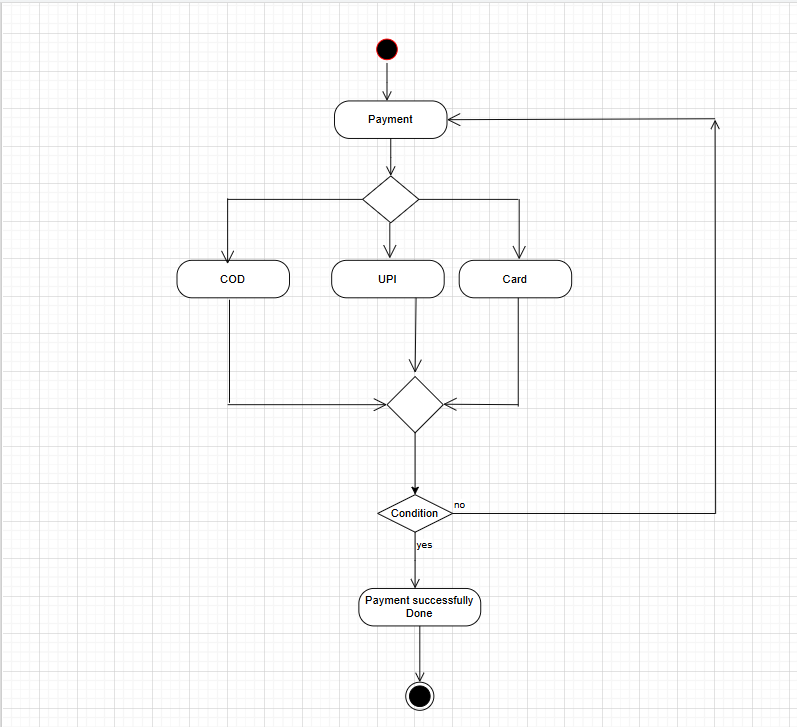 Payment
COD
UPI
Card
Condition
no
yes
Payment successfully
Done